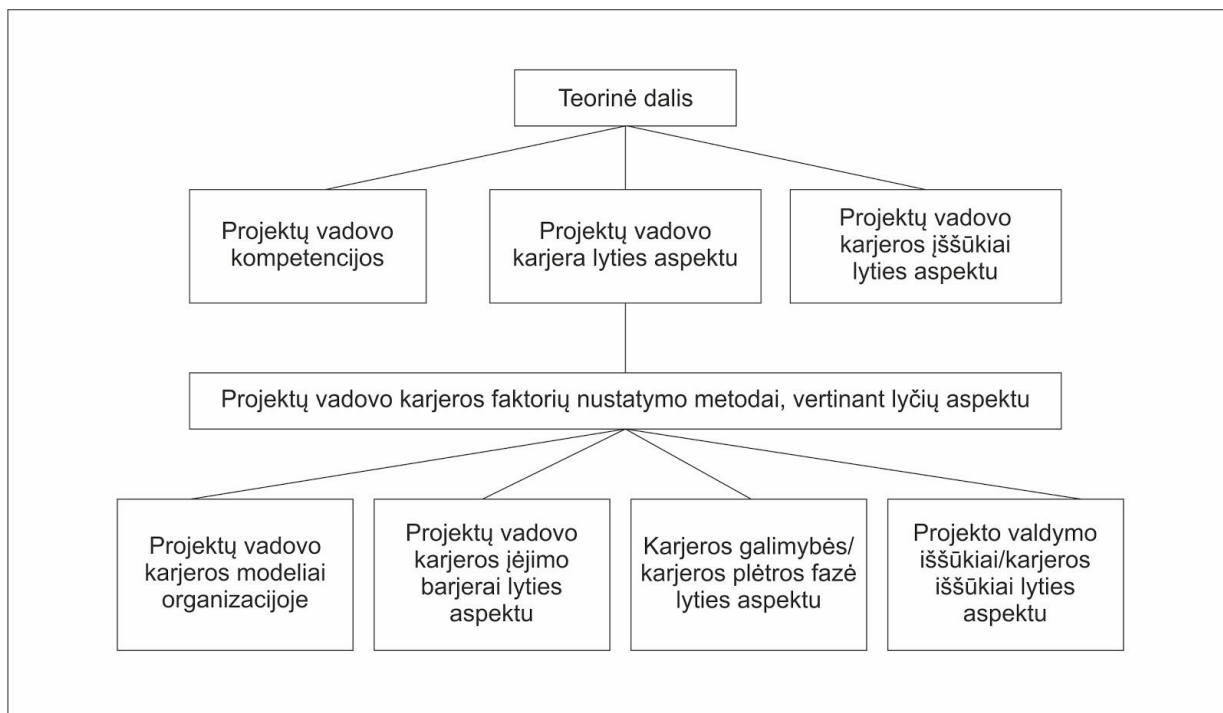 Teorinė dalis
Projektų vadovo
kompetencijos
Projektų vadovo
karjera lyties aspektu
Projektų vadovo
karjeros įššūkiai
lyties aspektu
Projektų vadovo karjeros faktorių nustatymo metodai, vertinant lyčių aspektu
Projektų vadovo
karjeros modeliai
organizacijoje
Projektų vadovo
karjeros įėjimo
barjerai lyties
aspektu
Karjeros galimybės/
karjeros plėtros fazė
lyties aspektu
Projekto valdymo
iššūkiai/karjeros
iššūkiai lyties
aspektu